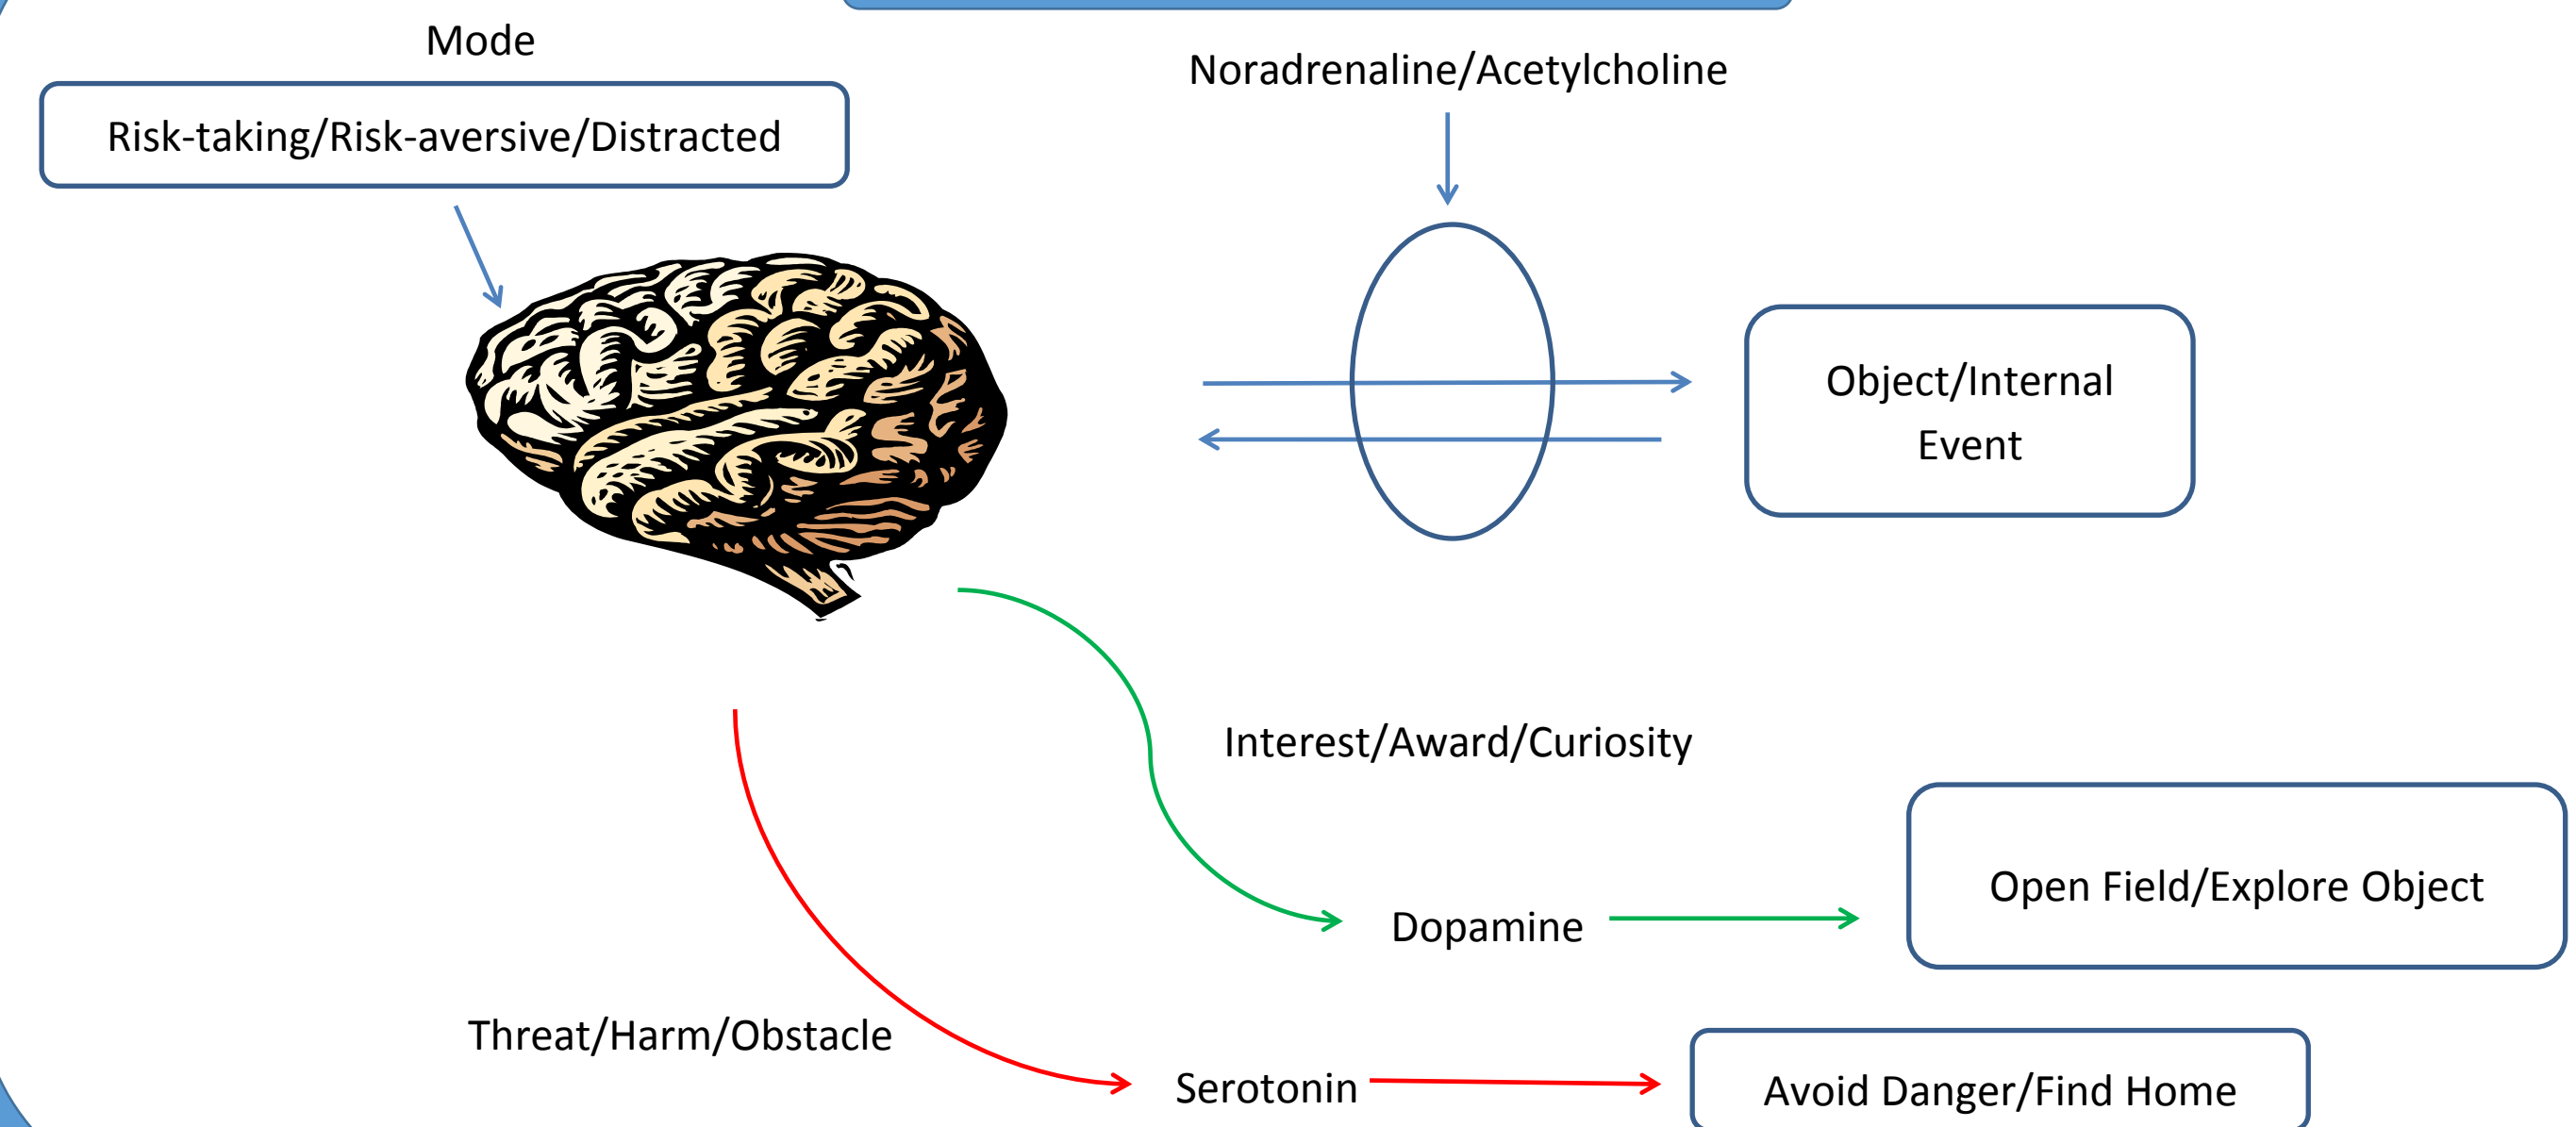 Mode
Risk-taking/Risk-aversive/Distracted
Noradrenaline/Acetylcholine
Object/Internal
Event
Interest/Award/Curiosity
Open Field/Explore Object
Dopamine
Threat/Harm/Obstacle
Serotonin
Avoid Danger/Find Home